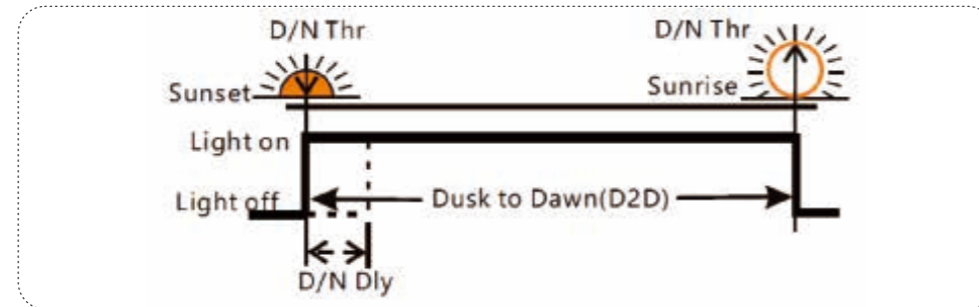 D/N Thr
D/N Thr
Sunset
Sunrise
Light on
Light off
Dusk to Dawn(D2D)
D/N Dly